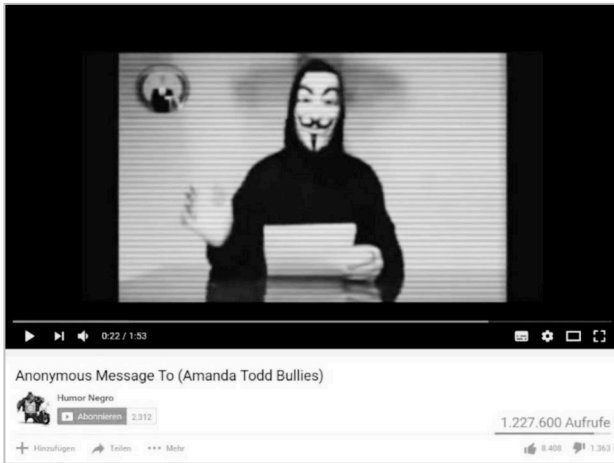 0:22 / 1:53
Anonymous Message To (Amanda Todd Bullies)
Humor Negro
Abonnieren 2.312
1.227.600 Aufrufe
Hinzufügen Teilen Mehr
8.408 1.363